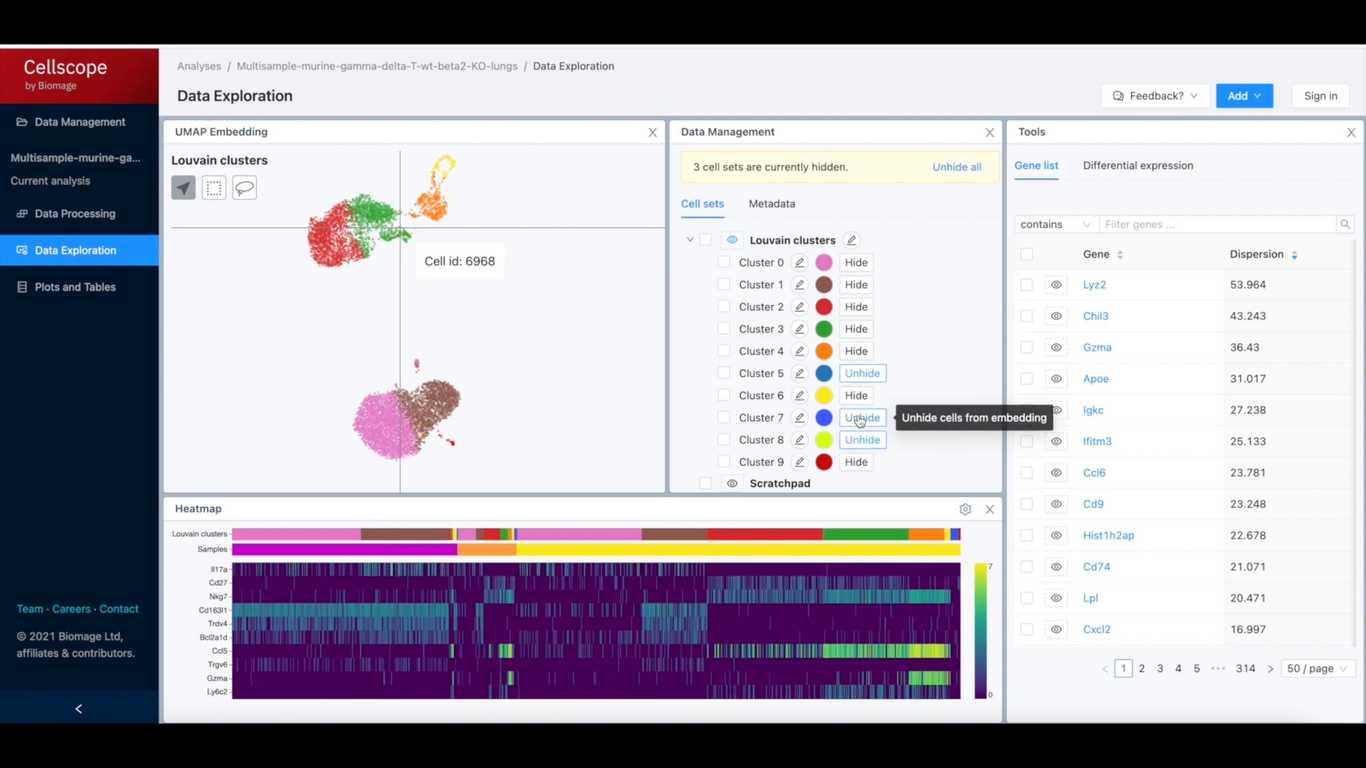 Cellscope
by Biomage
Data Management
Multisample-murine-ga...
Current analysis
Data Processing
Data Exploration
Plots and Tables
Team · Careers · Contact
© 2021 Biomage Ltd,
affiliates & contributors.
Analyses / Multisample-murine-gamma-delta-T-wt-beta2-KO-lungs / Data Exploration
Data Exploration
Feedback?
Add
Sign in
UMAP Embedding
Louvain clusters
Cell id: 6968
Data Management
3 cell sets are currently hidden. Unhide all
Cell sets Metadata
Louvain clusters
Cluster 0 Hide
Cluster 1 Hide
Cluster 2 Hide
Cluster 3 Hide
Cluster 4 Hide
Cluster 5 Unhide
Cluster 6 Hide
Cluster 7 Unhide
Unhide cells from embedding
Cluster 8 Unhide
Cluster 9 Hide
Scratchpad
Tools
Gene list Differential expression
contains Filter genes ...
Gene Dispersion
Lyz2 53.964
Chil3 43.243
Gzma 36.43
Apoe 31.017
Igkc 27.238
Ifitm3 25.133
Ccl6 23.781
Cd9 23.248
Hist1h2ap 22.678
Cd74 21.071
Lpl 20.471
Cxcl2 16.997
< 1 2 3 4 5 ••• 314 > 50 / page
Heatmap
Louvain clusters
Samples
Il17a
Cd27
Nkg7
Cd163l1
Trdv4
Bcl2a1d
Ccl5
Trgv6
Gzma
Ly6c2
7
0